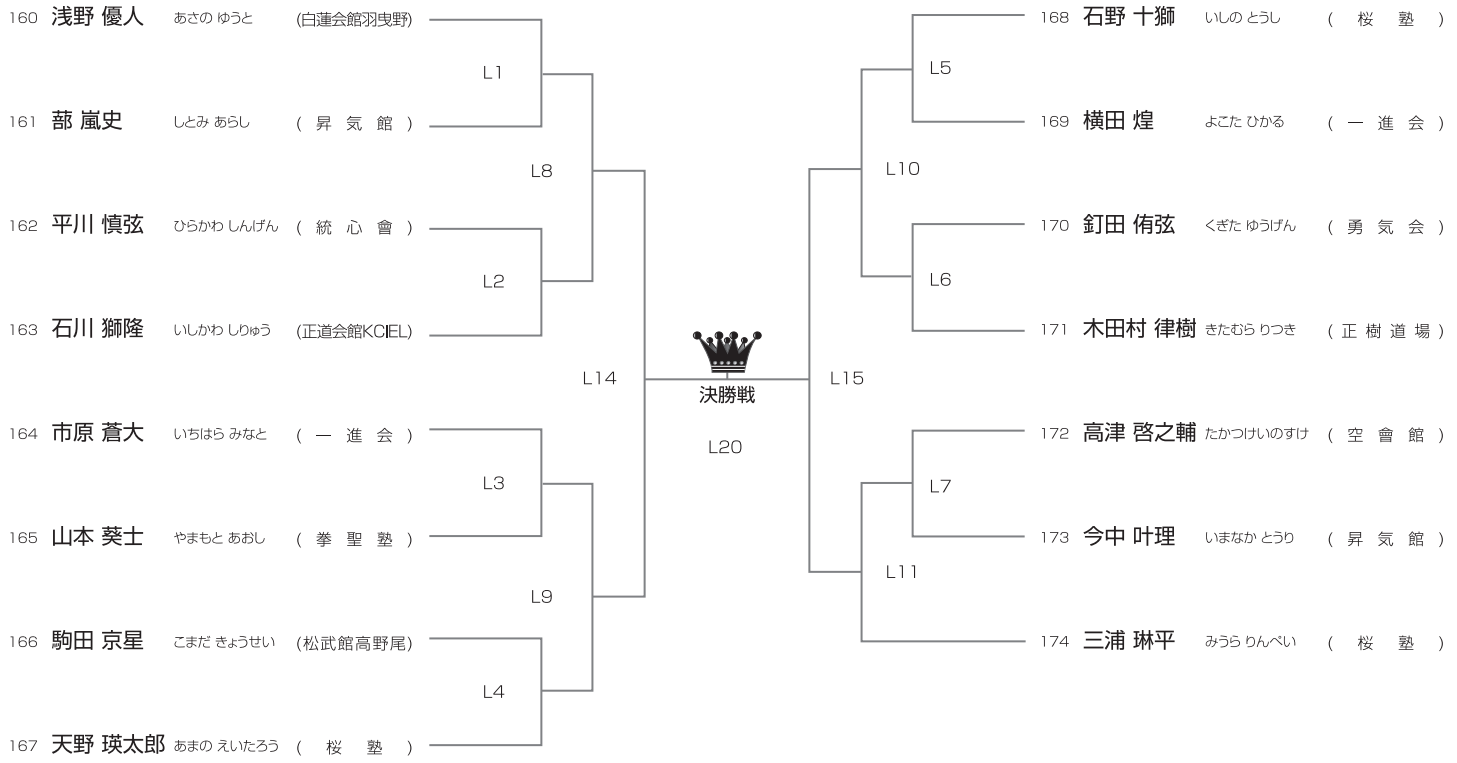 160 浅野 優人 あさの ゆうと (白蓮会館羽曳野)
L1
161 蔀 嵐史 しとみ あらし ( 昇 気 館 )
L8
162 平川 慎弦 ひらかわ しんげん ( 統 心 會 )
L2
163 石川 獅隆 いしかわ しりゅう (正道会館KCIEL)
L14
164 市原 蒼大 いちはら みなと ( 一 進 会 )
L3
165 山本 葵士 やまもと あおし ( 拳 聖 塾 )
L9
166 駒田 京星 こまだ きょうせい (松武館高野尾)
L4
167 天野 瑛太郎 あまの えいたろう ( 桜 塾 )
決勝戦
L20
168 石野 十獅 いしの とうし ( 桜 塾 )
L5
169 横田 煌 よこた ひかる ( 一 進 会 )
L10
170 釘田 侑弦 くぎた ゆうげん ( 勇 気 会 )
L6
171 木田村 律樹 きたむら りつき ( 正 樹 道 場 )
L15
172 高津 啓之輔 たかつけいのすけ ( 空 會 館 )
L7
173 今中 叶理 いまなか とうり ( 昇 気 館 )
L11
174 三浦 琳平 みうら りんぺい ( 桜 塾 )